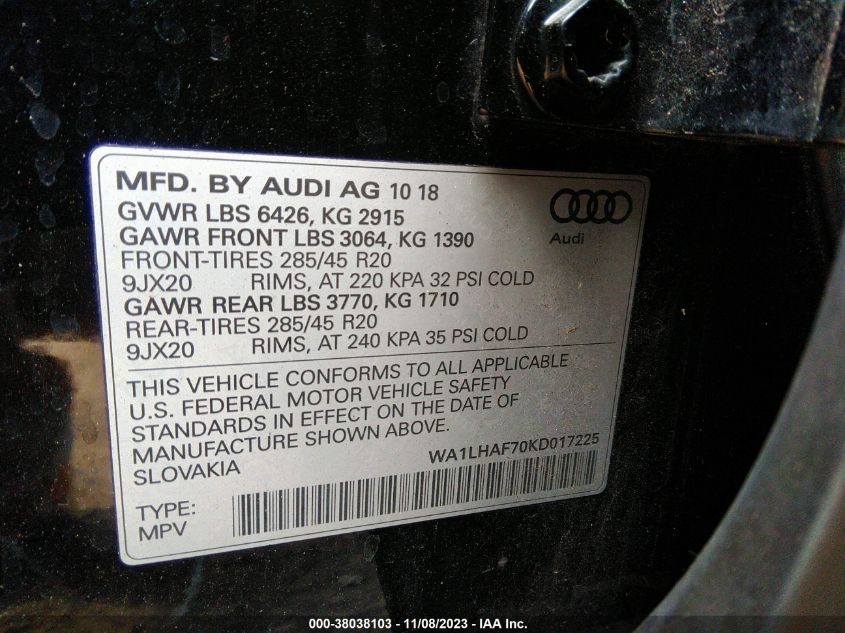 MFD. BY AUDI AG 10 18
GVWR LBS 6426, KG 2915
GAWR FRONT LBS 3064, KG 1390
FRONT-TIRES 285/45 R20
9JX20 RIMS, AT 220 KPA 32 PSI COLD
GAWR REAR LBS 3770, KG 1710
REAR-TIRES 285/45 R20
9JX20 RIMS, AT 240 KPA 35 PSI COLD
Audi
THIS VEHICLE CONFORMS TO ALL APPLICABLE
U.S. FEDERAL MOTOR VEHICLE SAFETY
STANDARDS IN EFFECT ON THE DATE OF
MANUFACTURE SHOWN ABOVE.
SLOVAKIA
WA1LHAF70KD017225
TYPE:
MPV
000-38038103 - 11/08/2023 - IAA Inc.